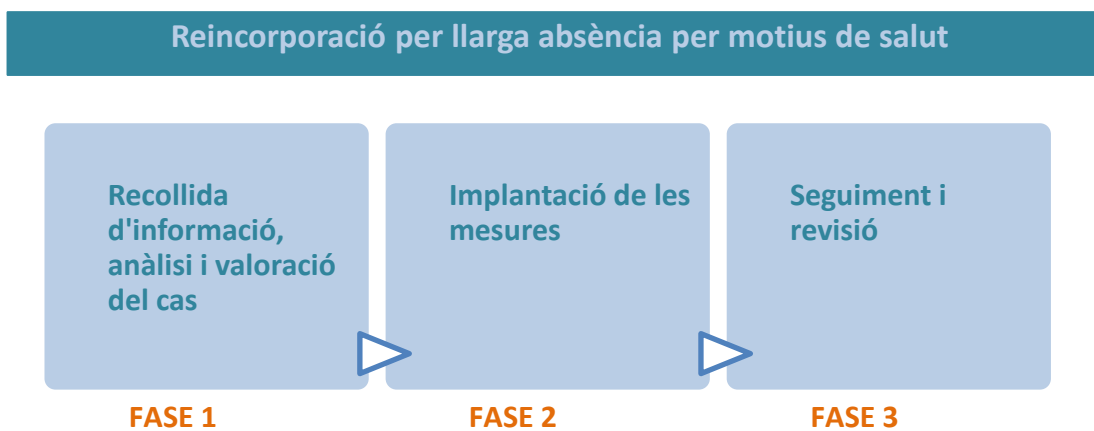 Reincorporació per llarga absència per motius de salut
Recollida
d'informació,
anàlisi i valoració
del cas
Implantació de les
mesures
Seguiment i
revisió
FASE 1
FASE 2
FASE 3